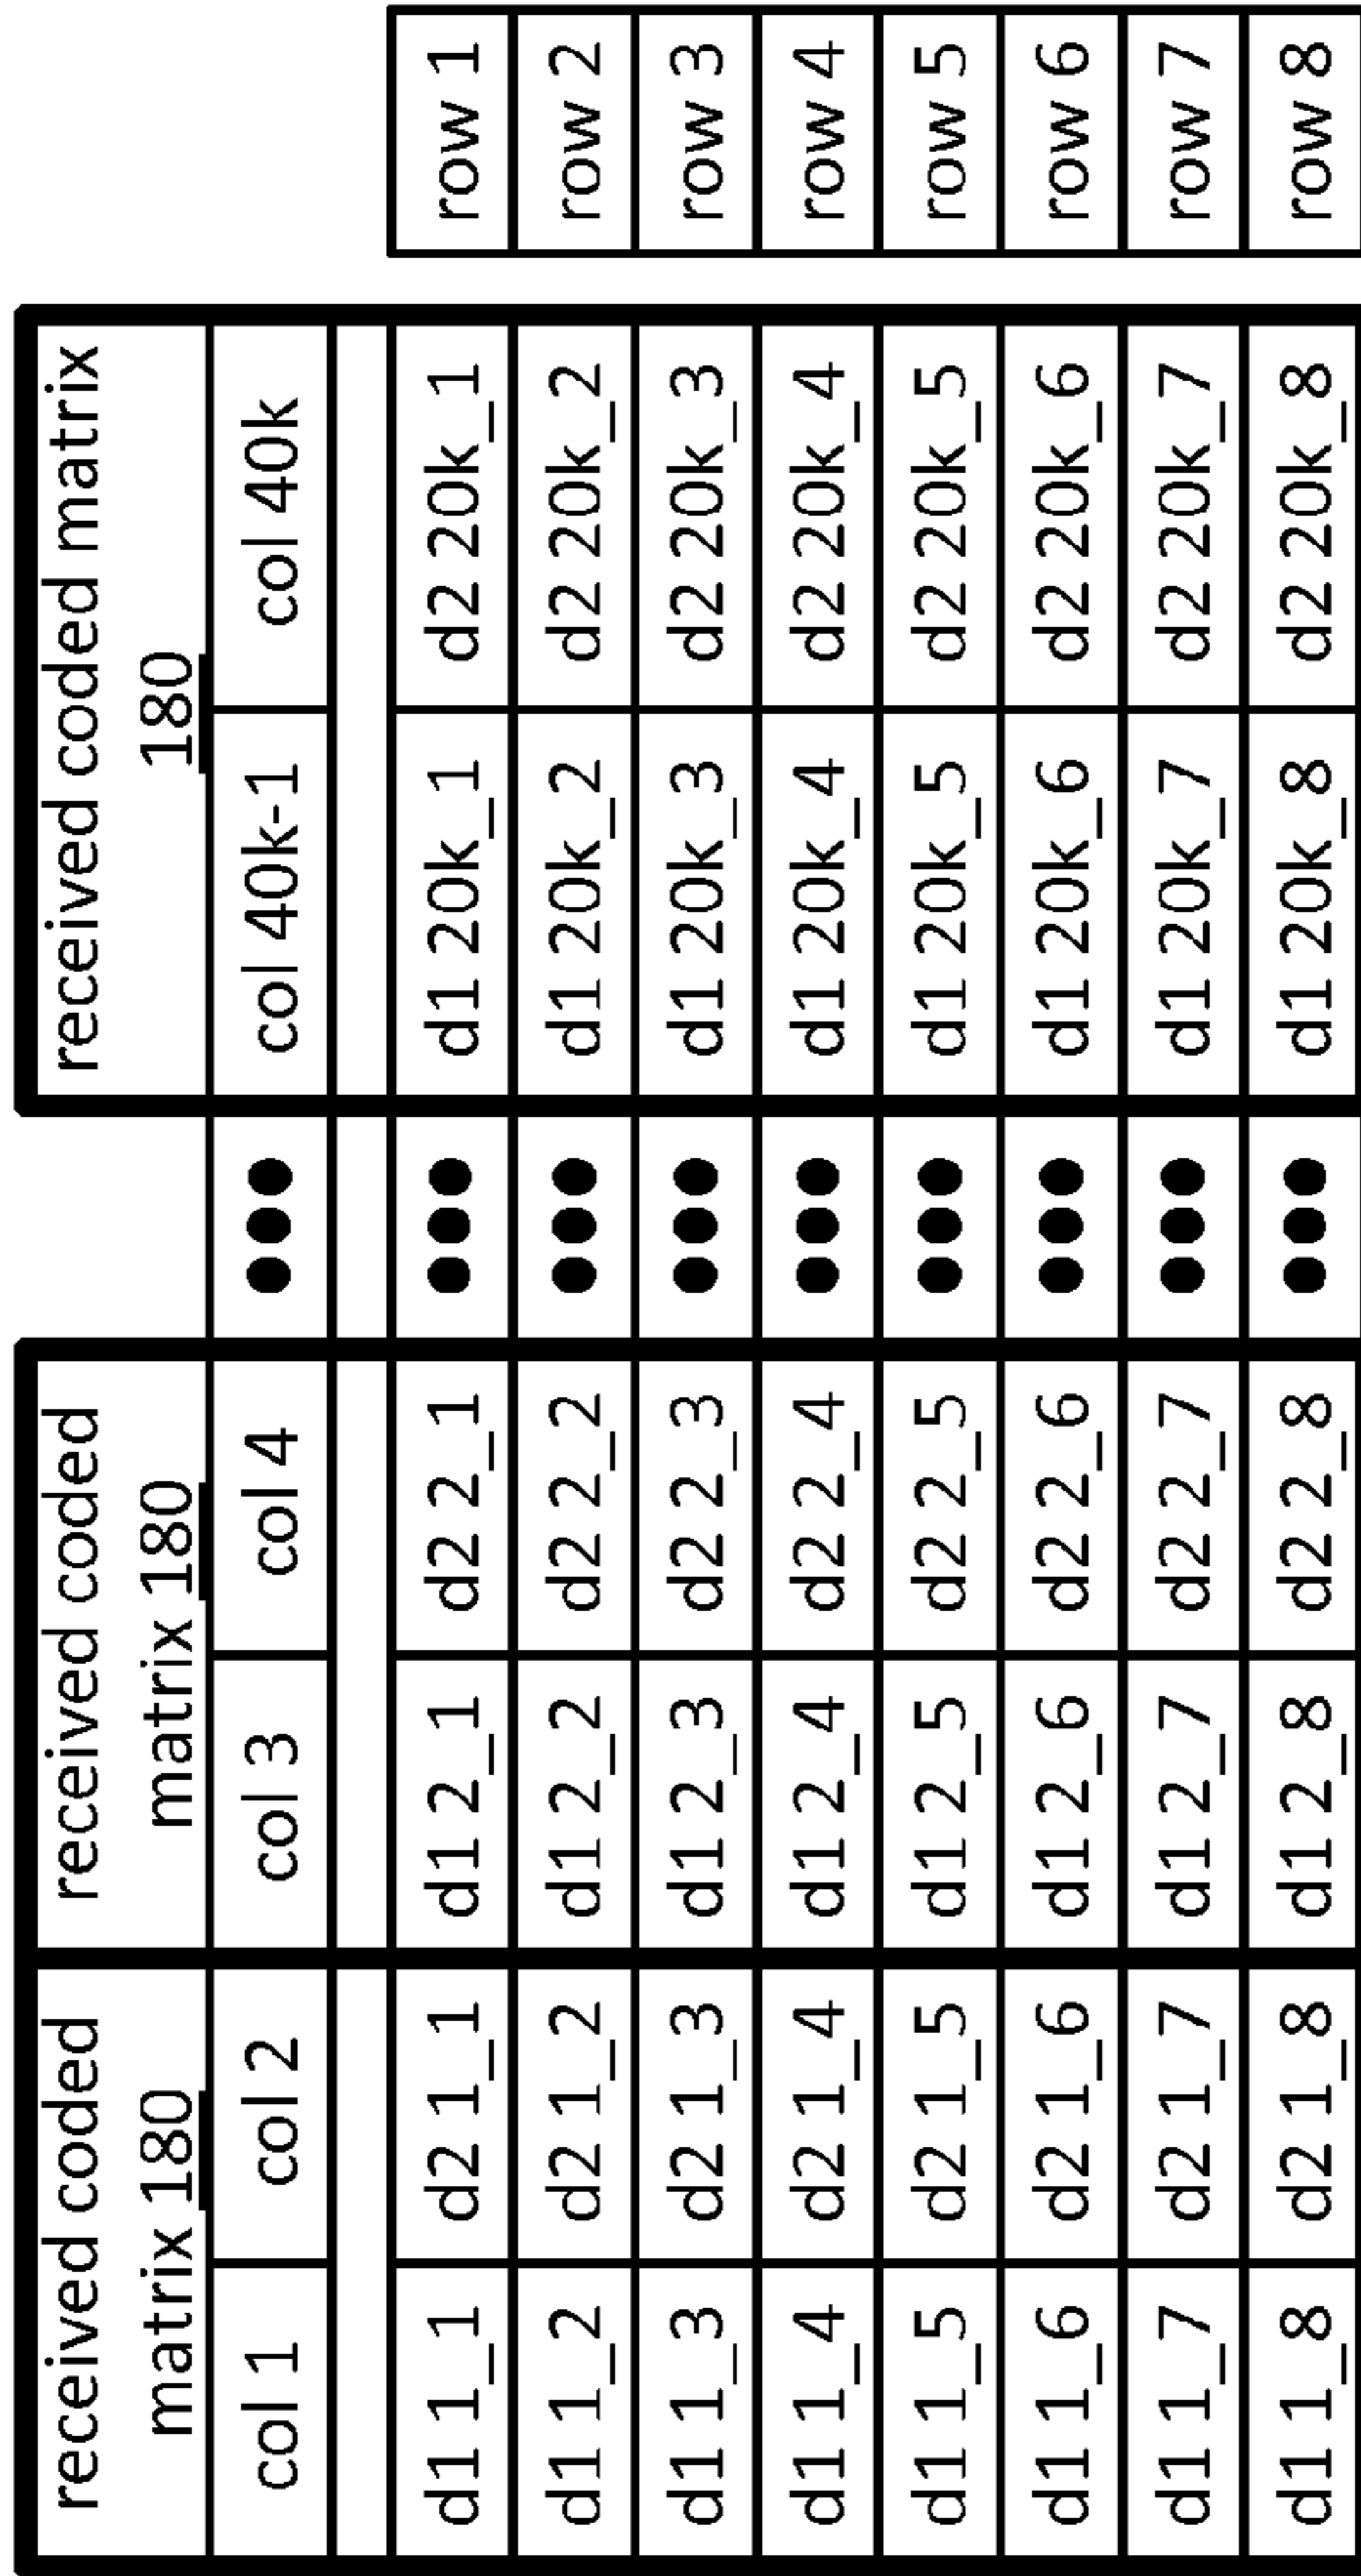 received coded matrix 180 received coded matrix 180 received coded matrix 180
col 1 col 2 col 3 col 4 ●●● col 40k-1 col 40k
d1 1_1 d2 1_1 d1 2_1 d2 2_1 ●●● d1 20k_1 d2 20k_1 row 1
d1 1_2 d2 1_2 d1 2_2 d2 2_2 ●●● d1 20k_2 d2 20k_2 row 2
d1 1_3 d2 1_3 d1 2_3 d2 2_3 ●●● d1 20k_3 d2 20k_3 row 3
d1 1_4 d2 1_4 d1 2_4 d2 2_4 ●●● d1 20k_4 d2 20k_4 row 4
d1 1_5 d2 1_5 d1 2_5 d2 2_5 ●●● d1 20k_5 d2 20k_5 row 5
d1 1_6 d2 1_6 d1 2_6 d2 2_6 ●●● d1 20k_6 d2 20k_6 row 6
d1 1_7 d2 1_7 d1 2_7 d2 2_7 ●●● d1 20k_7 d2 20k_7 row 7
d1 1_8 d2 1_8 d1 2_8 d2 2_8 ●●● d1 20k_8 d2 20k_8 row 8